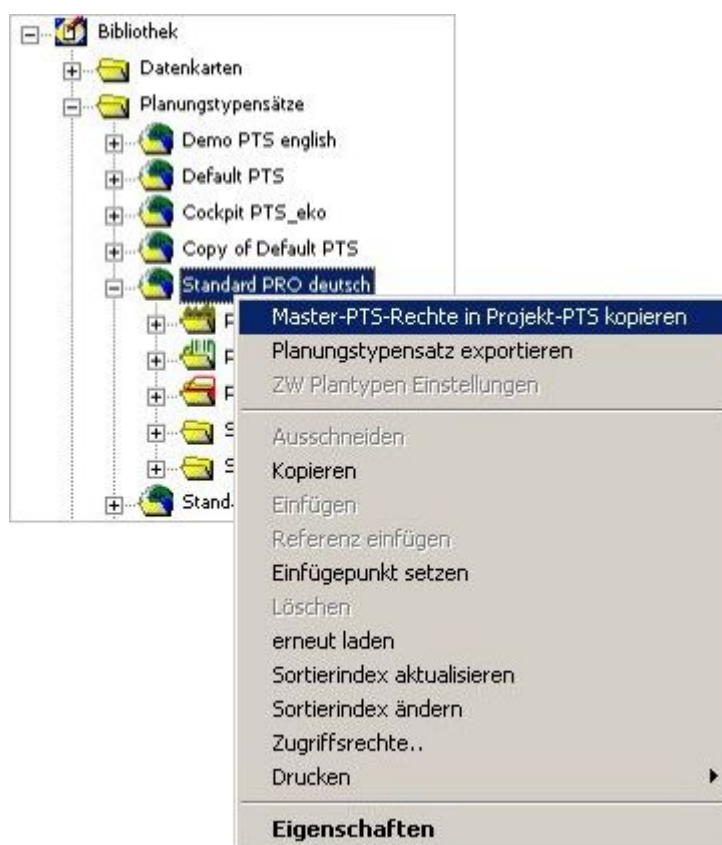 Bibliothek
Datenkarten
Planungstypensätze
Demo PTS english
Default PTS
Cockpit PTS_eko
Copy of Default PTS
Standard PRO deutsch
P
P
P
S
S
Stand
Master-PTS-Rechte in Projekt-PTS kopieren
Planungstypensatz exportieren
ZW Plantypen Einstellungen
Ausschneiden
Kopieren
Einfügen
Referenz einfügen
Einfügepunkt setzen
Löschen
erneut laden
Sortierindex aktualisieren
Sortierindex ändern
Zugriffsrechte..
Drucken
Eigenschaften